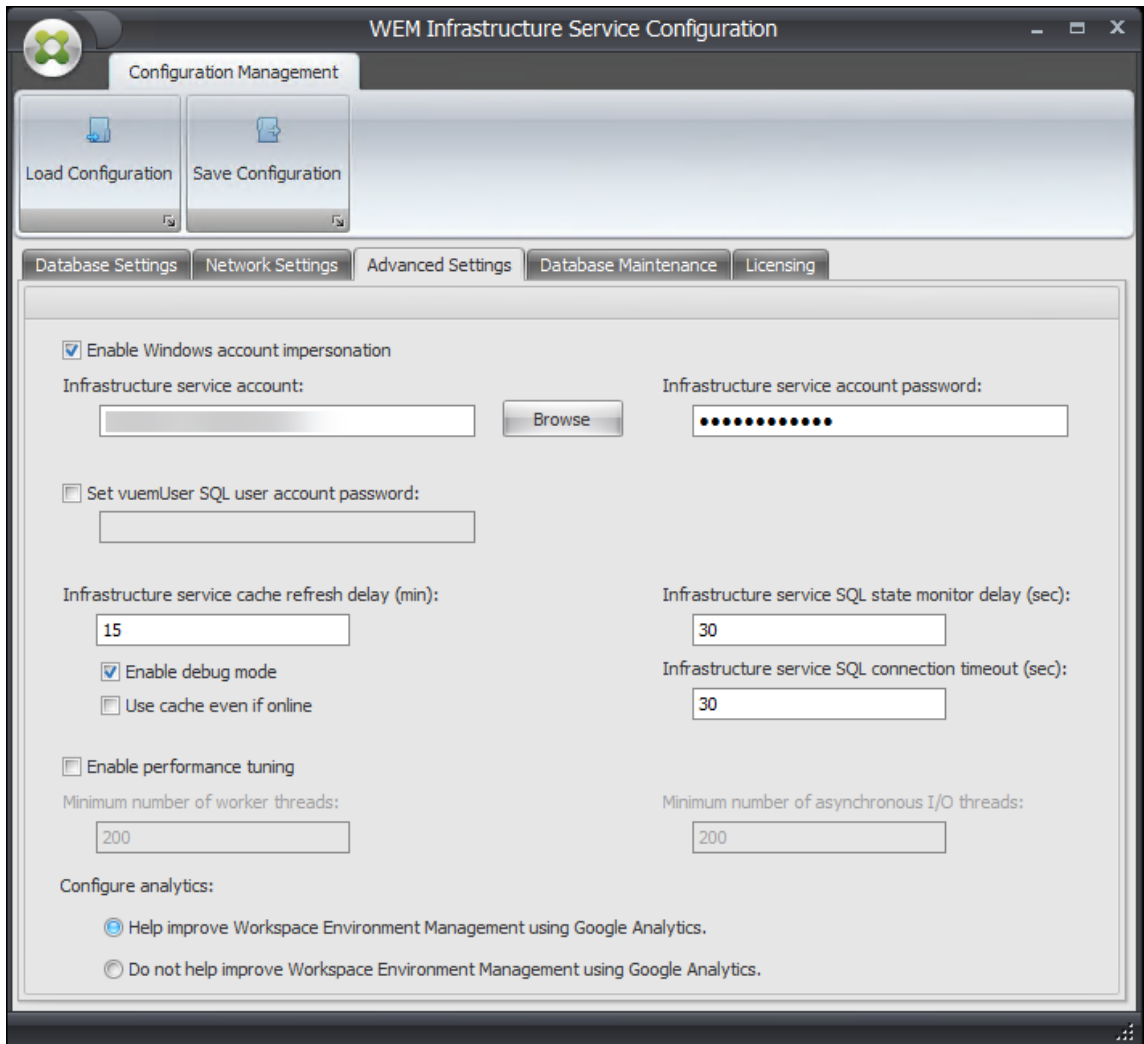 WEM Infrastructure Service Configuration
Configuration Management
Load Configuration Save Configuration
Database Settings Network Settings Advanced Settings Database Maintenance Licensing
Enable Windows account impersonation
Infrastructure service account: Infrastructure service account password:
Browse ••••••••••••
Set vuemUser SQL user account password:
Infrastructure service cache refresh delay (min): Infrastructure service SQL state monitor delay (sec):
15 30
Enable debug mode Infrastructure service SQL connection timeout (sec):
Use cache even if online 30
Enable performance tuning
Minimum number of worker threads: Minimum number of asynchronous I/O threads:
200 200
Configure analytics:
Help improve Workspace Environment Management using Google Analytics.
Do not help improve Workspace Environment Management using Google Analytics.